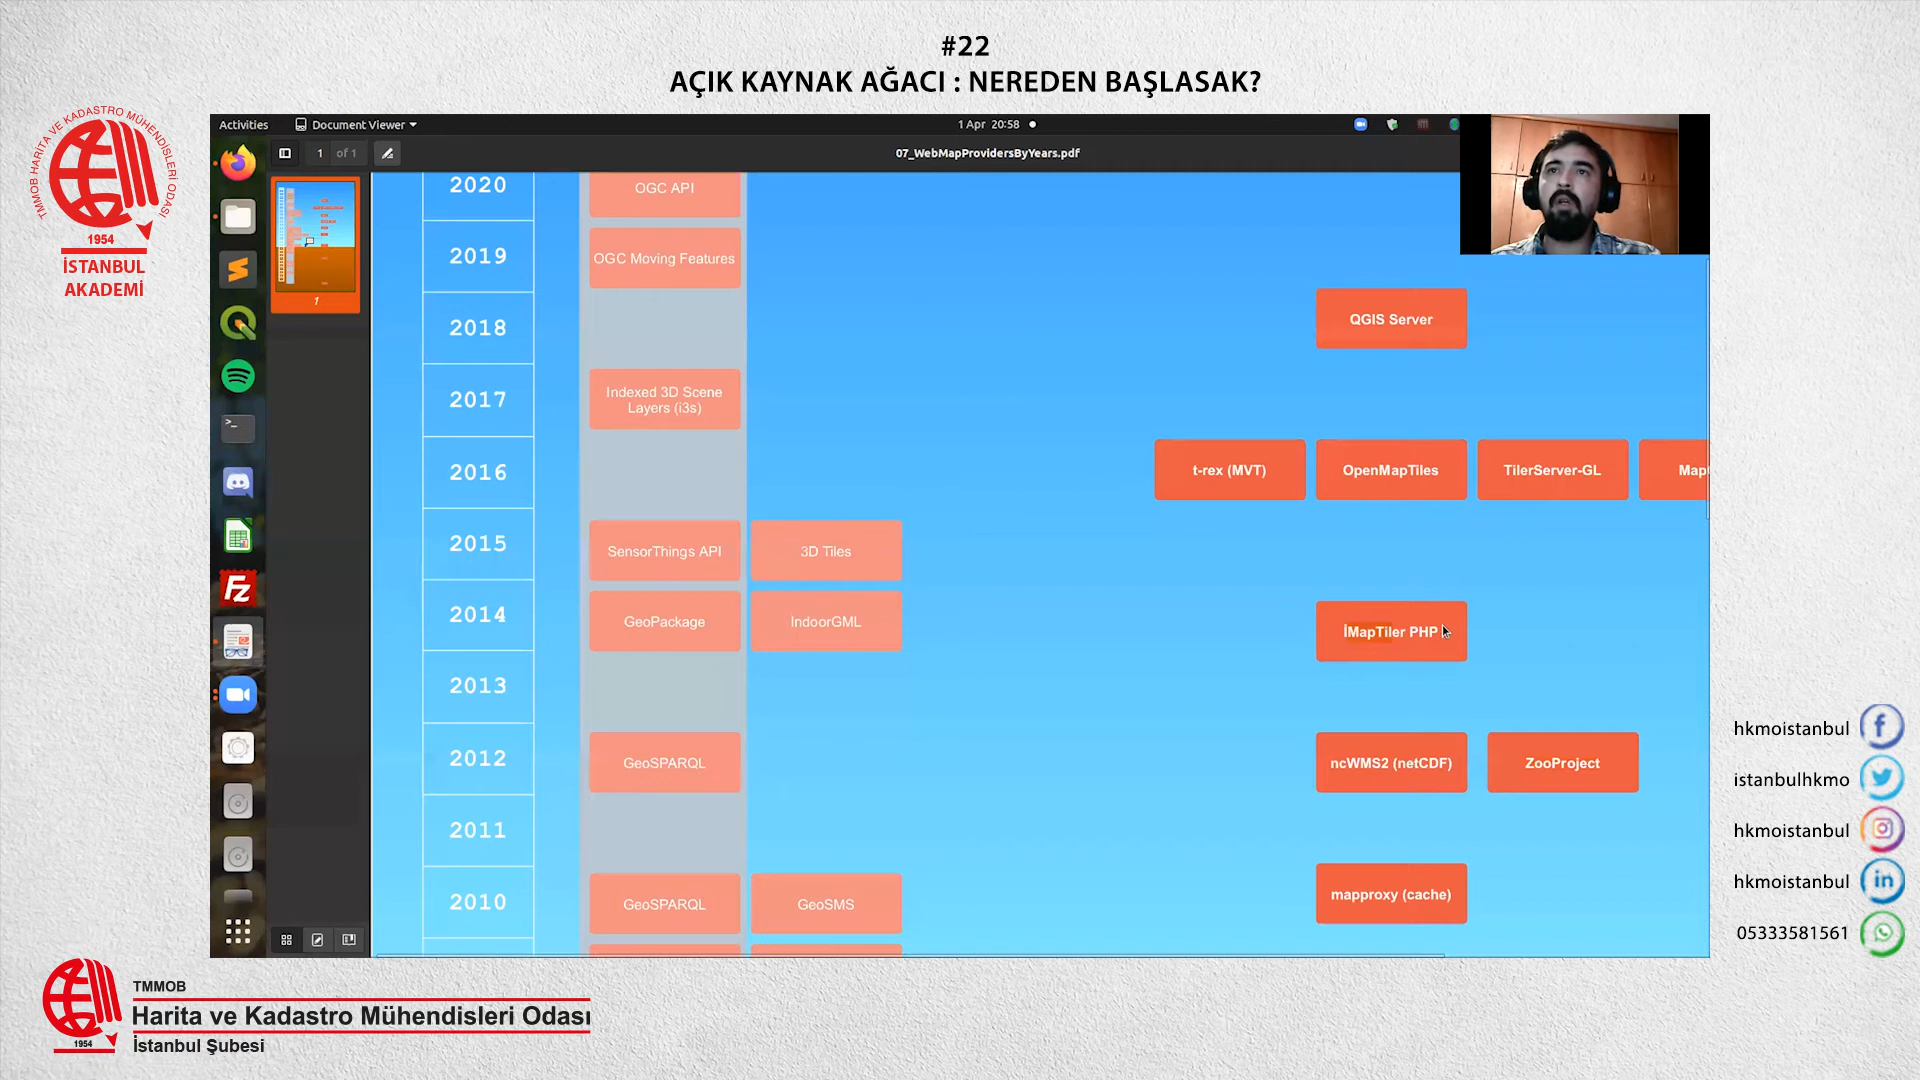 #22
AÇIK KAYNAK AĞACI : NEREDEN BAŞLASAK?
TMMOB HARİTA VE KADASTRO MÜHENDİSLERİ ODASI
1954
İSTANBUL
AKADEMİ
Activities
Document Viewer
1 Apr 20:58
1 of 1
07_WebMapProvidersByYears.pdf
1
2020
OGC API
2019
OGC Moving Features
2018
QGIS Server
2017
Indexed 3D Scene
Layers (i3s)
2016
t-rex (MVT)
OpenMapTiles
TilerServer-GL
2015
SensorThings API
3D Tiles
2014
GeoPackage
IndoorGML
İMapTiler PHP
2013
2012
GeoSPARQL
ncWMS2 (netCDF)
ZooProject
2011
2010
GeoSPARQL
GeoSMS
mapproxy (cache)
hkmoistanbul
istanbulhkmo
hkmoistanbul
hkmoistanbul
05333581561
1954
TMMOB
Harita ve Kadastro Mühendisleri Odası
İstanbul Şubesi